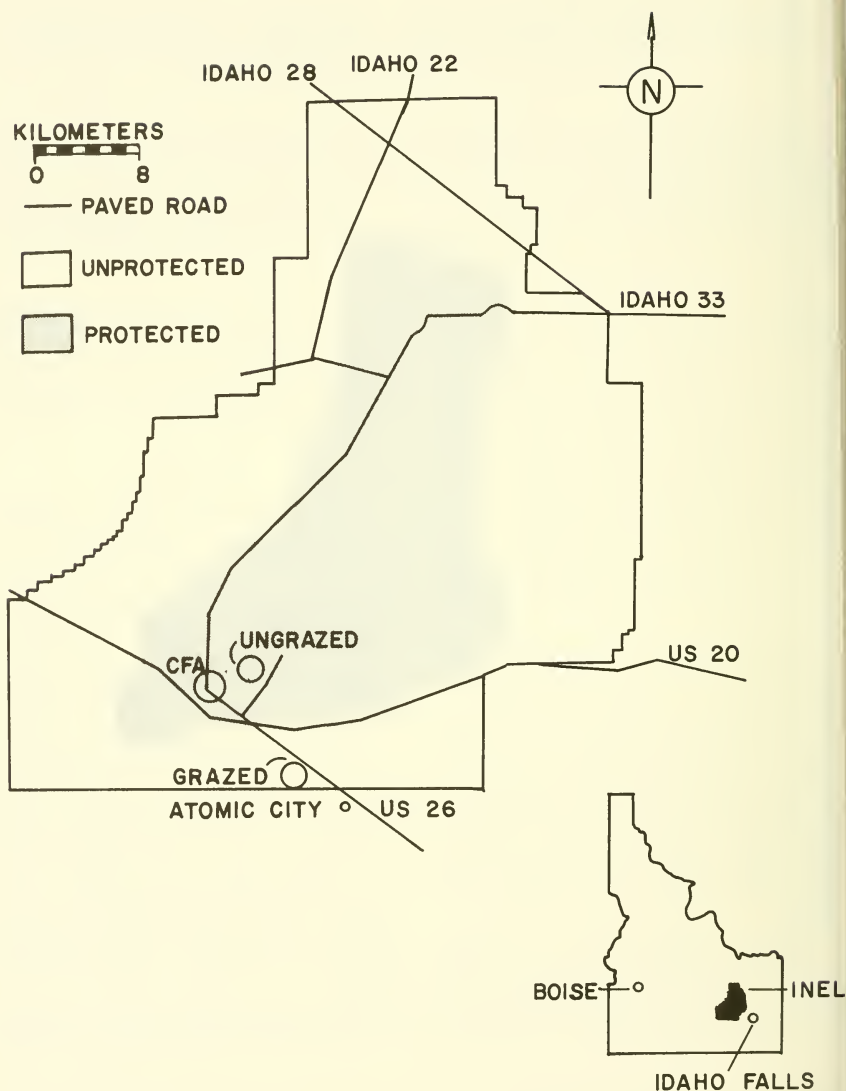 IDAHO 28
IDAHO 22
N
KILOMETERS
0 8
PAVED ROAD
UNPROTECTED
PROTECTED
IDAHO 33
UNGRAZED
CFA
US 20
GRAZED
ATOMIC CITY
US 26
BOISE
INEL
IDAHO FALLS